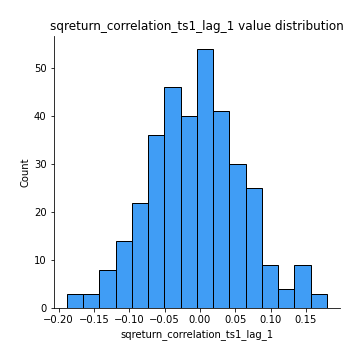 sqreturn_correlation_ts1_lag_1 value distribution
50
40
30
20
10
0
Count
−0.20 −0.15 −0.10 −0.05 0.00 0.05 0.10 0.15
sqreturn_correlation_ts1_lag_1